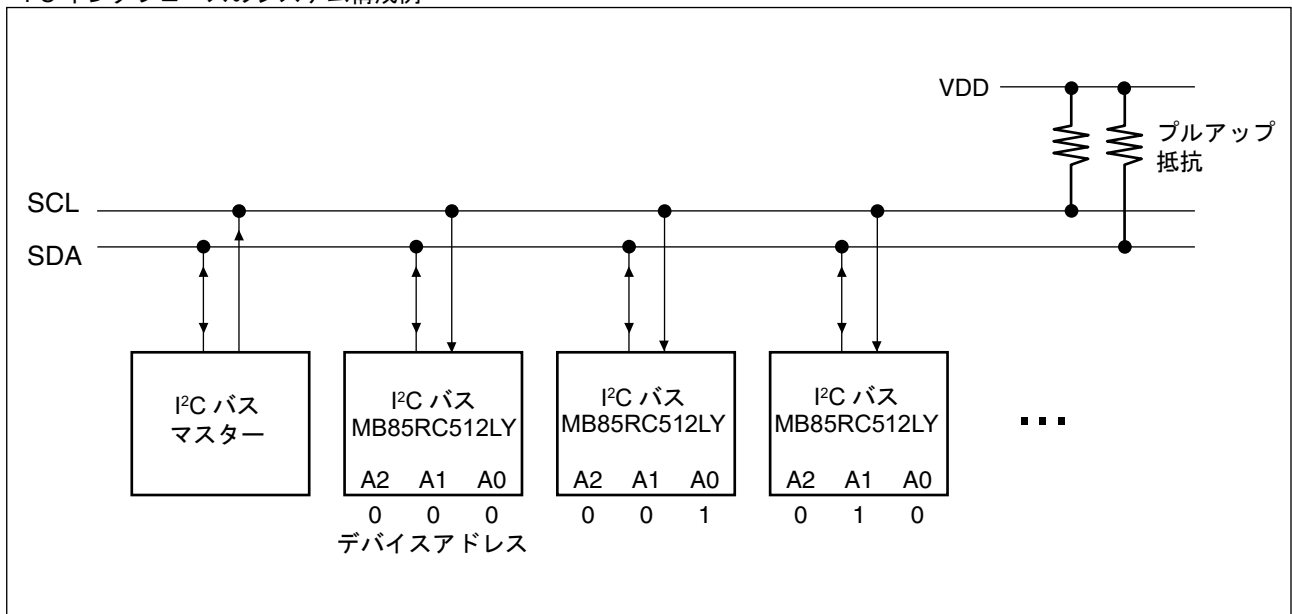 VDD
プルアップ
抵抗
SCL
SDA
I²C バス
マスター
I²C バス
MB85RC512LY
A2 A1 A0
0 0 0
デバイスアドレス
I²C バス
MB85RC512LY
A2 A1 A0
0 0 1
I²C バス
MB85RC512LY
A2 A1 A0
0 1 0
...